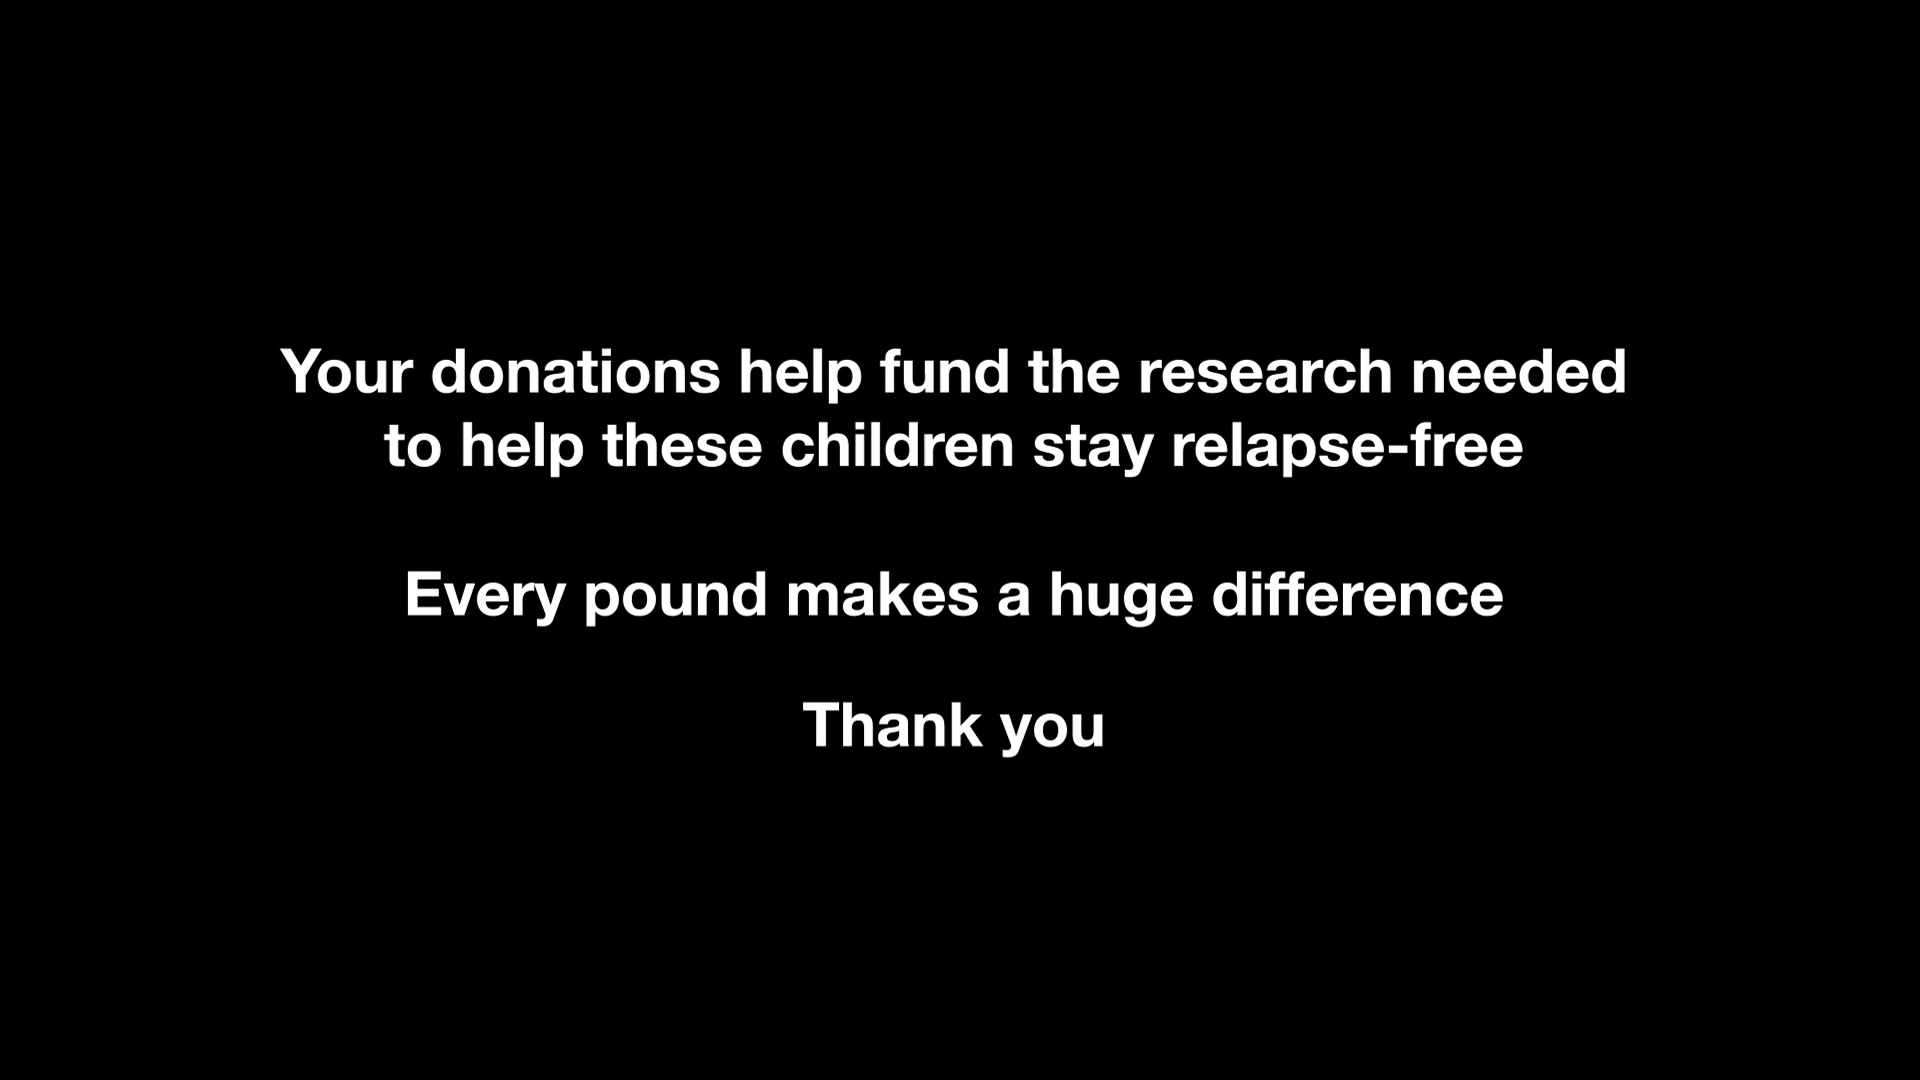 Your donations help fund the research needed
to help these children stay relapse-free
Every pound makes a huge difference
Thank you